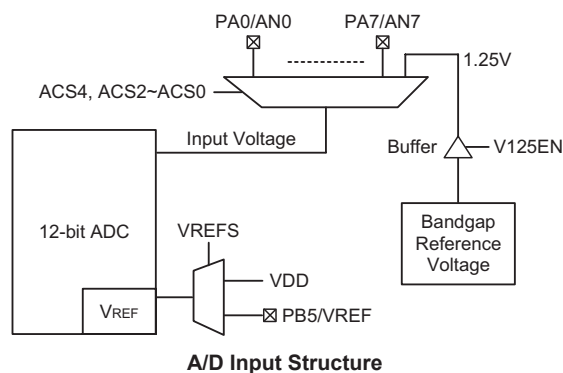 PA0/AN0
PA7/AN7
1.25V
ACS4, ACS2~ACS0
Input Voltage
Buffer
V125EN
12-bit ADC
VREFS
Bandgap
Reference
Voltage
VDD
VREF
PB5/VREF
A/D Input Structure